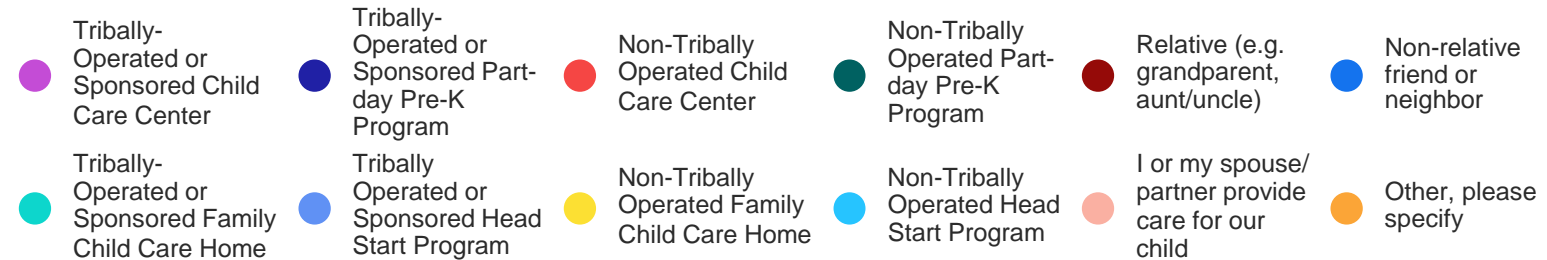 Tribally-
Operated or
Sponsored Child
Care Center
Tribally-
Operated or
Sponsored Part-
day Pre-K
Program
Non-Tribally
Operated Child
Care Center
Non-Tribally
Operated Part-
day Pre-K
Program
Relative (e.g.
grandparent,
aunt/uncle)
Non-relative
friend or
neighbor
Tribally-
Operated or
Sponsored Family
Child Care Home
Tribally
Operated or
Sponsored Head
Start Program
Non-Tribally
Operated Family
Child Care Home
Non-Tribally
Operated Head
Start Program
I or my spouse/
partner provide
care for our
child
Other, please
specify